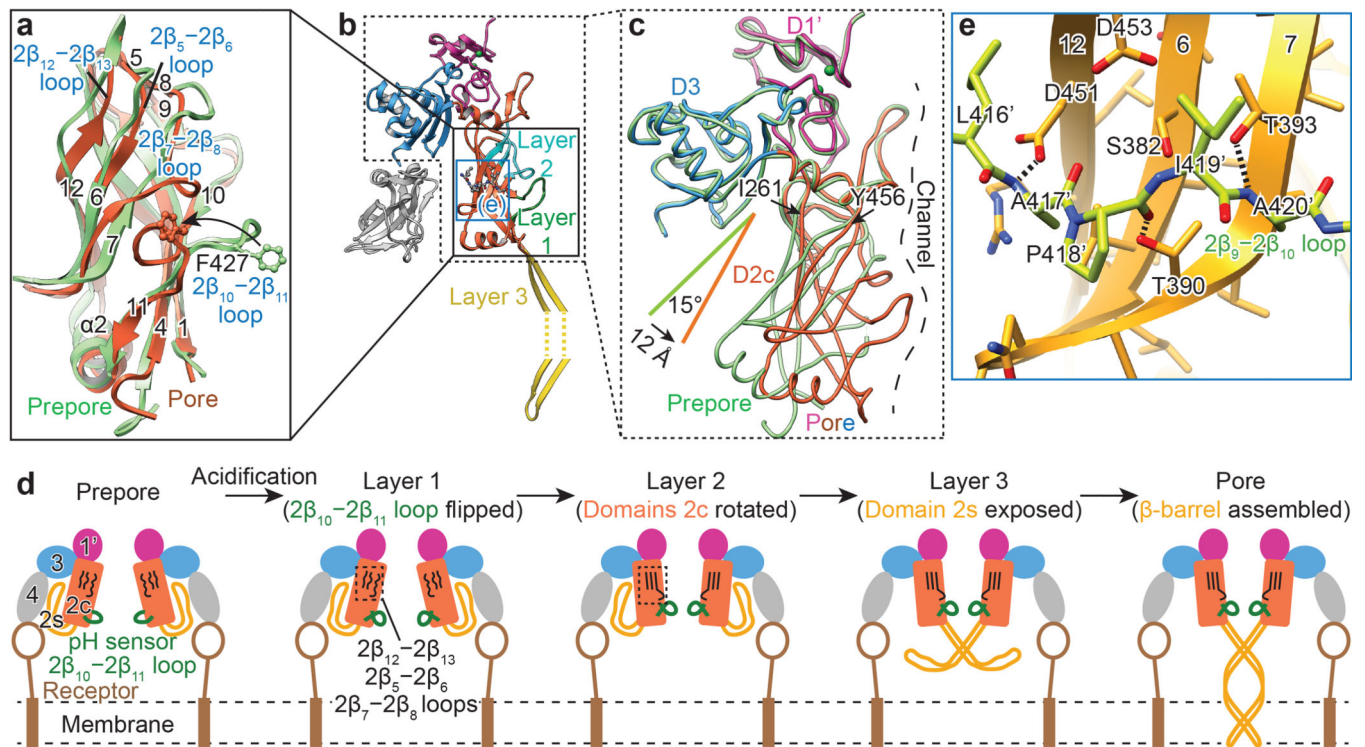 a
2β₁₂−2β₁₃
loop
2β₅−2β₆
loop
5
8
9
2β₇−2β₈
loop
12
6
10
7
F427
2β₁₀−2β₁₁
loop
11
α2
4
1
Prepore
Pore
b
Layer
2
(e)
Layer
1
Layer 3
c
D1'
D3
I261
Y456
Channel
D2c
15°
12 Å
Prepore
Pore
e
D453
12
6
7
L416'
D451
S382
T393
I419'
A417'
A420'
P418'
2β₉−2β₁₀ loop
T390
d
Prepore
Acidification
Layer 1
(2β₁₀−2β₁₁ loop flipped)
Layer 2
(Domains 2c rotated)
Layer 3
(Domain 2s exposed)
Pore
(β-barrel assembled)
1'
3
4
2c
2s
pH sensor
2β₁₀−2β₁₁ loop
Receptor
Membrane
2β₁₂−2β₁₃
2β₅−2β₆
2β₇−2β₈ loops